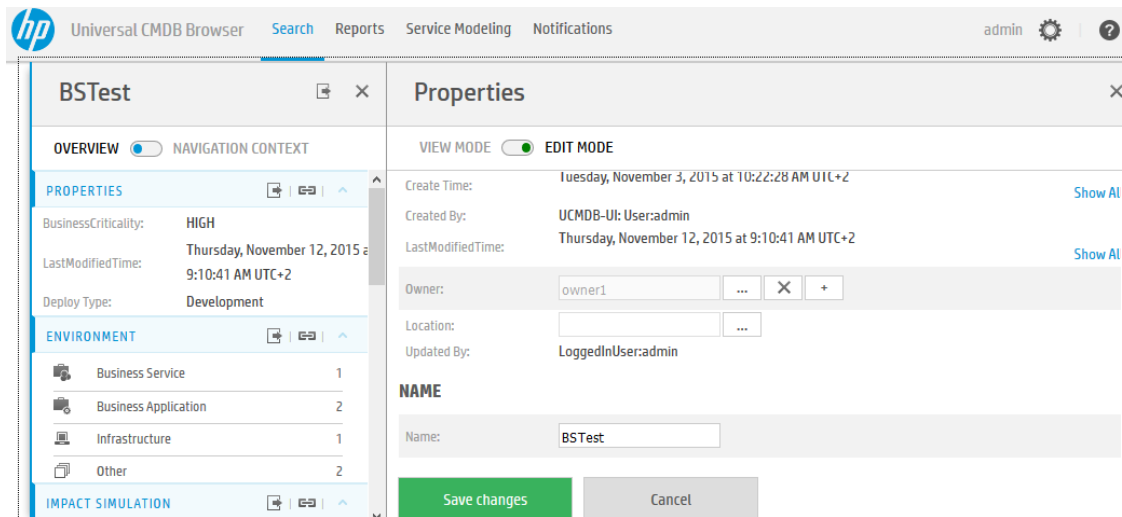 hp Universal CMDB Browser Search Reports Service Modeling Notifications admin ?
BSTest
OVERVIEW NAVIGATION CONTEXT
PROPERTIES
BusinessCriticality: HIGH
LastModifiedTime: Thursday, November 12, 2015 a
9:10:41 AM UTC+2
Deploy Type: Development
ENVIRONMENT
Business Service 1
Business Application 2
Infrastructure 1
Other 2
IMPACT SIMULATION
Properties
VIEW MODE EDIT MODE
Create Time: Tuesday, November 3, 2015 at 10:22:28 AM UTC+2
Show All
Created By: UCMDB-UI: User:admin
LastModifiedTime: Thursday, November 12, 2015 at 9:10:41 AM UTC+2
Show All
Owner: owner1 ... +
Location: ...
Updated By: LoggedInUser:admin
NAME
Name: BSTest
Save changes Cancel